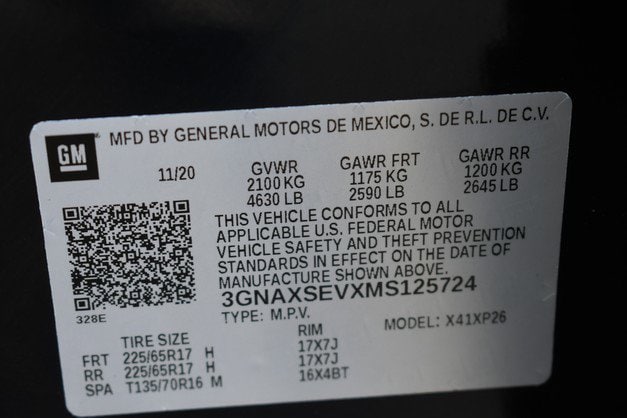 GM MFD BY GENERAL MOTORS DE MEXICO, S. DE R.L. DE C.V.
11/20 GVWR GAWR FRT GAWR RR
2100 KG 1175 KG 1200 KG
4630 LB 2590 LB 2645 LB
THIS VEHICLE CONFORMS TO ALL
APPLICABLE U.S. FEDERAL MOTOR
VEHICLE SAFETY AND THEFT PREVENTION
STANDARDS IN EFFECT ON THE DATE OF
MANUFACTURE SHOWN ABOVE.
3GNAXSEVXMS125724
328E
TYPE: M.P.V. MODEL: X41XP26
TIRE SIZE RIM
FRT 225/65R17 H 17X7J
RR 225/65R17 H 17X7J
SPA T135/70R16 M 16X4BT